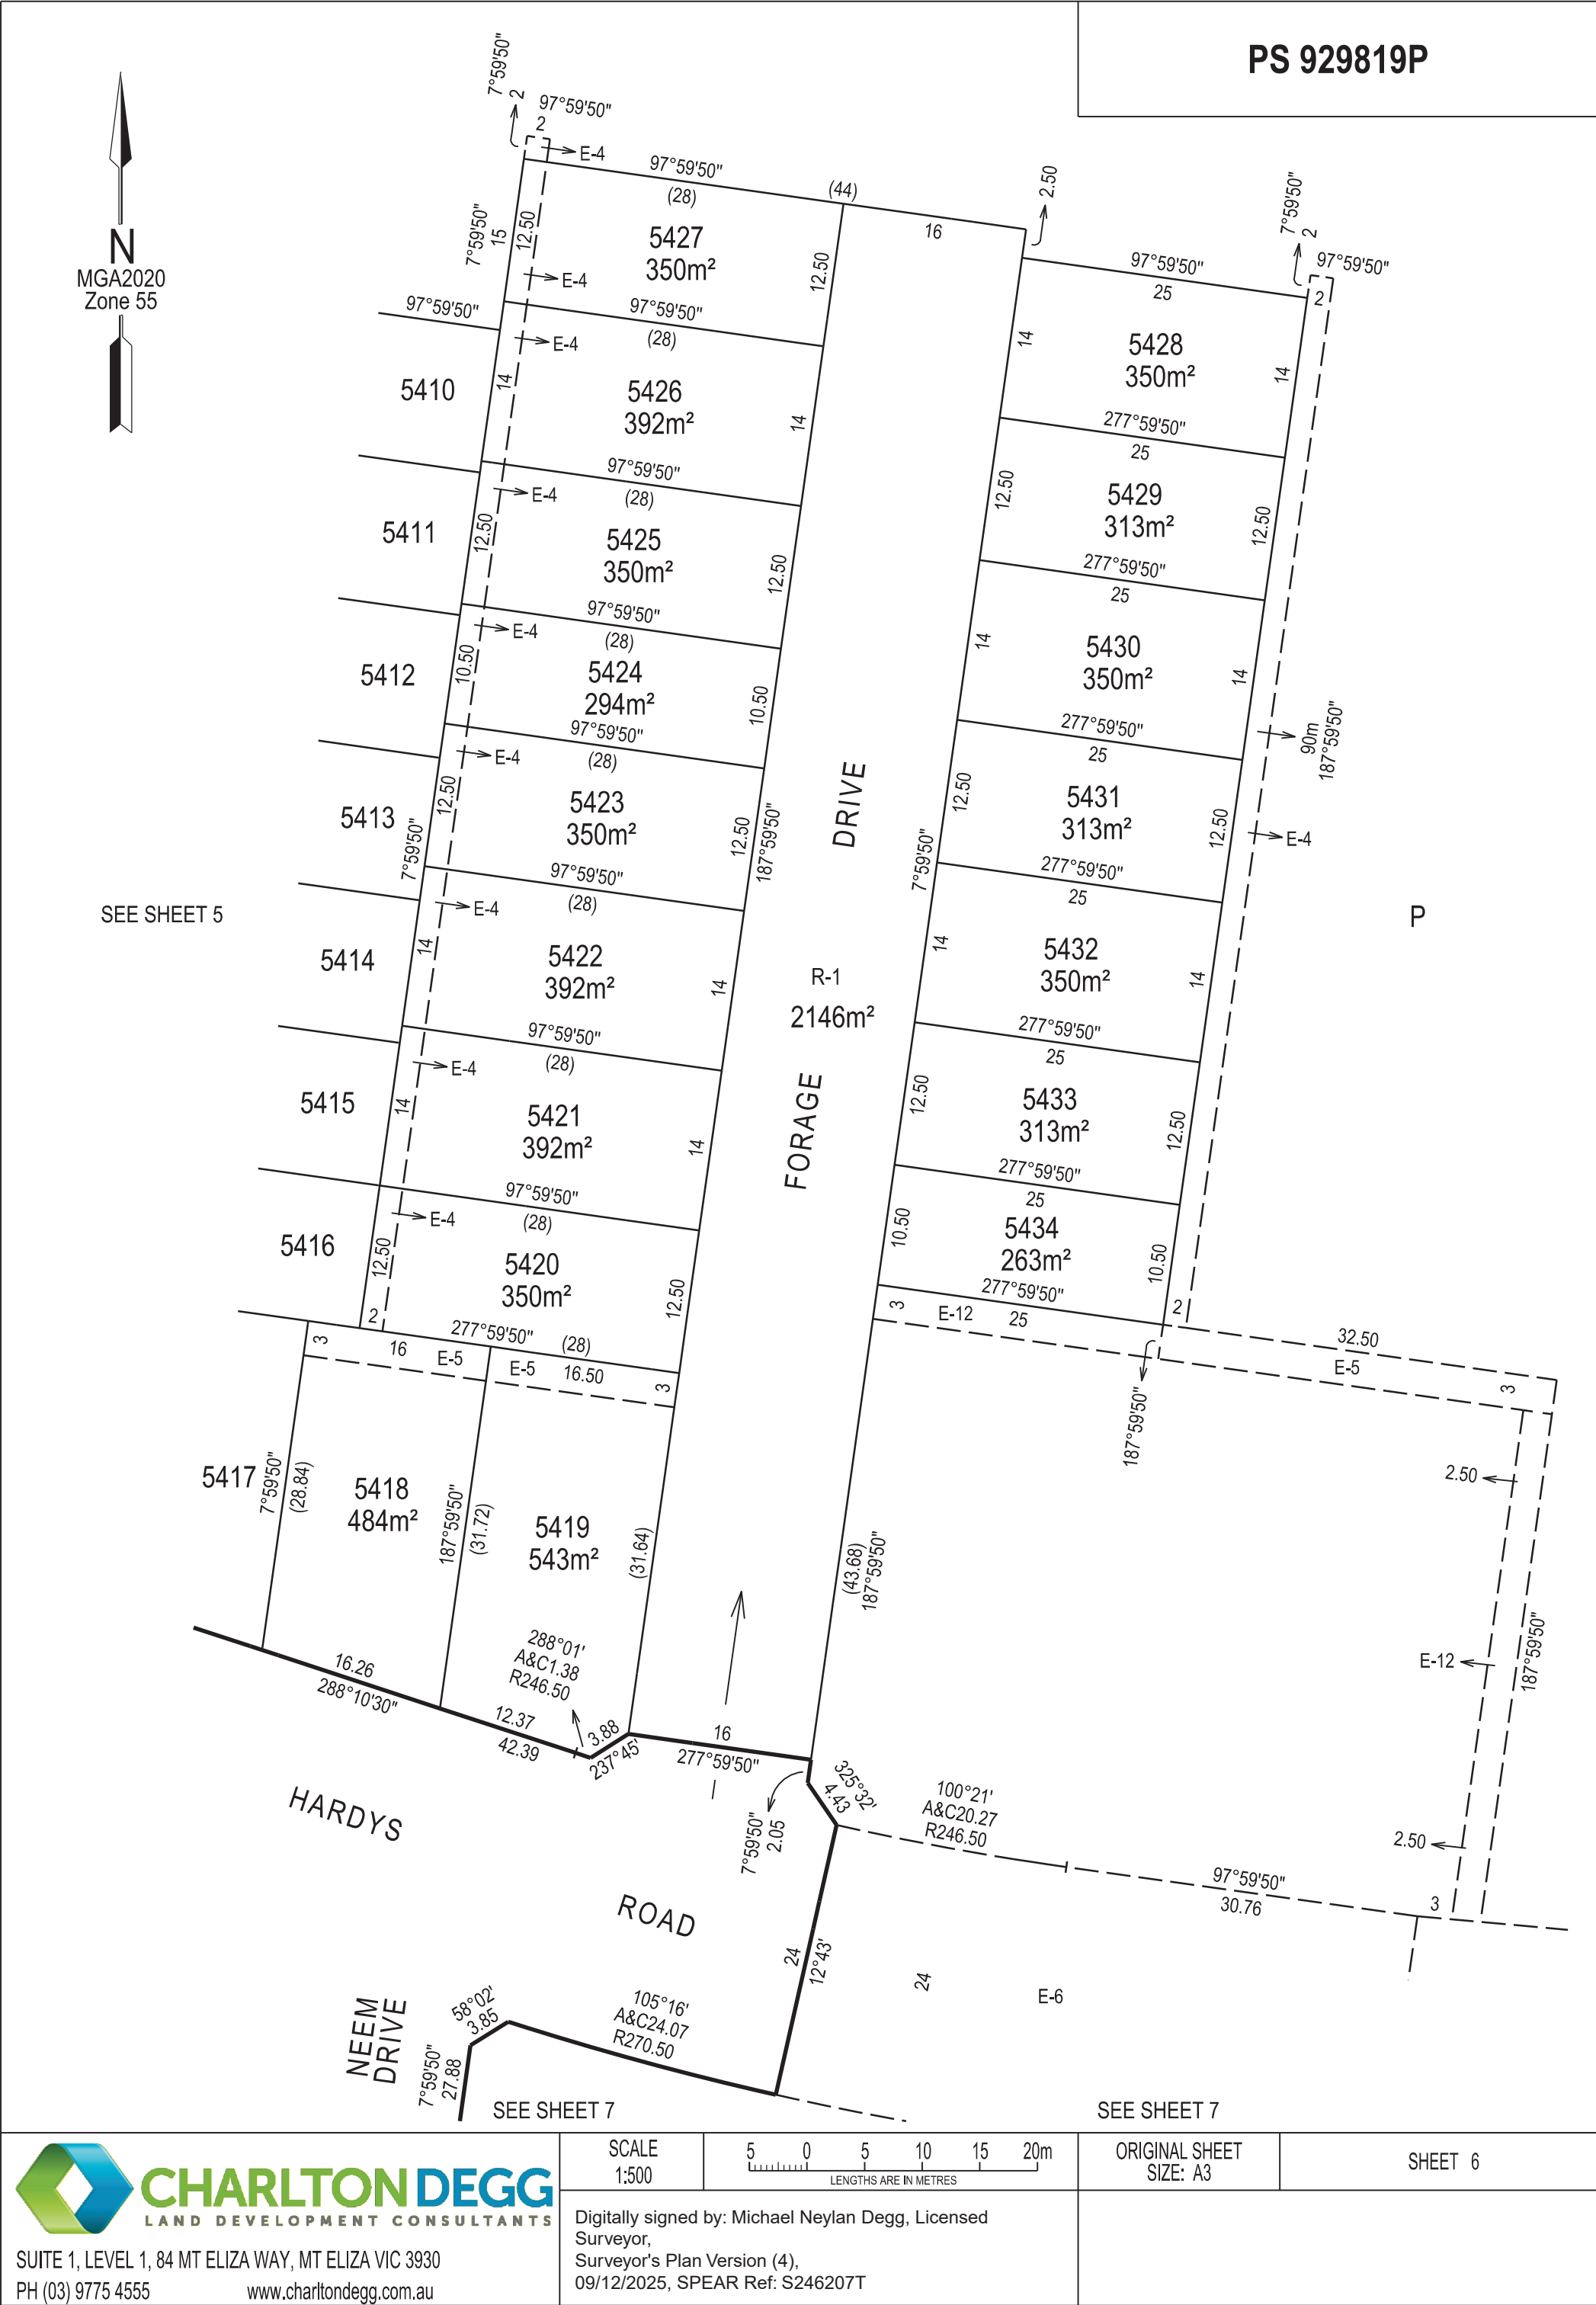 PS 929819P
N
MGA2020
Zone 55
7°59'50"
2
97°59'50"
2
E-4
97°59'50"
(28)
(44)
16
2.50
7°59'50"
15
12.50
5427
350m²
12.50
E-4
7°59'50"
2
97°59'50"
2
97°59'50"
25
97°59'50"
97°59'50"
(28)
E-4
5410
14
5426
392m²
14
14
5428
350m²
14
277°59'50"
25
97°59'50"
(28)
E-4
5411
12.50
5425
350m²
12.50
12.50
5429
313m²
12.50
277°59'50"
25
97°59'50"
(28)
E-4
5412
10.50
5424
294m²
10.50
14
5430
350m²
14
277°59'50"
25
90m
187°59'50"
97°59'50"
(28)
E-4
5413
7°59'50"
12.50
5423
350m²
12.50
187°59'50"
DRIVE
7°59'50"
12.50
5431
313m²
12.50
E-4
277°59'50"
25
97°59'50"
(28)
E-4
SEE SHEET 5
P
5414
14
5422
392m²
14
R-1
2146m²
14
5432
350m²
14
277°59'50"
25
97°59'50"
(28)
E-4
5415
14
5421
392m²
14
FORAGE
12.50
5433
313m²
12.50
277°59'50"
25
97°59'50"
(28)
E-4
5416
12.50
5420
350m²
12.50
10.50
5434
263m²
10.50
277°59'50"
25
2
3
E-12
2
277°59'50"
(28)
3
16
E-5
E-5
16.50
3
32.50
E-5
3
187°59'50"
5417
7°59'50"
(28.84)
5418
484m²
187°59'50"
(31.72)
5419
543m²
(31.64)
(43.68)
187°59'50"
2.50
E-12
187°59'50"
2.50
288°01'
A&C1.38
R246.50
16.26
288°10'30"
12.37
42.39
3.88
237°45'
16
277°59'50"
7°59'50"
2.05
325°32'
4.43
100°21'
A&C20.27
R246.50
97°59'50"
30.76
3
HARDYS
ROAD
24
12°43'
24
E-6
NEEM
DRIVE
58°02'
3.85
7°59'50"
27.88
105°16'
A&C24.07
R270.50
SEE SHEET 7
SEE SHEET 7
CHARLTON DEGG
LAND DEVELOPMENT CONSULTANTS
SUITE 1, LEVEL 1, 84 MT ELIZA WAY, MT ELIZA VIC 3930
PH (03) 9775 4555
www.charltondegg.com.au
SCALE
1:500
5 0 5 10 15 20m
LENGTHS ARE IN METRES
ORIGINAL SHEET
SIZE: A3
SHEET 6
Digitally signed by: Michael Neylan Degg, Licensed
Surveyor,
Surveyor's Plan Version (4),
09/12/2025, SPEAR Ref: S246207T